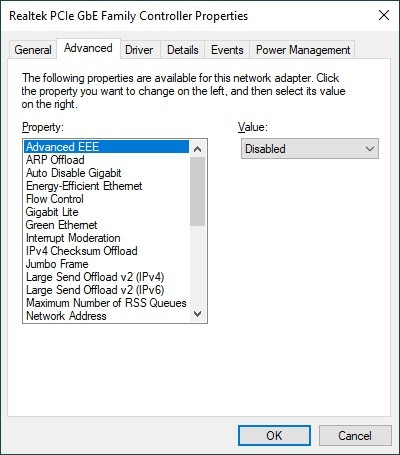 Realtek PCIe GbE Family Controller Properties
General Advanced Driver Details Events Power Management
The following properties are available for this network adapter. Click
the property you want to change on the left, and then select its value
on the right.
Property:
Value:
Advanced EEE
Disabled
ARP Offload
Auto Disable Gigabit
Energy-Efficient Ethernet
Flow Control
Gigabit Lite
Green Ethernet
Interrupt Moderation
IPv4 Checksum Offload
Jumbo Frame
Large Send Offload v2 (IPv4)
Large Send Offload v2 (IPv6)
Maximum Number of RSS Queues
Network Address
OK
Cancel